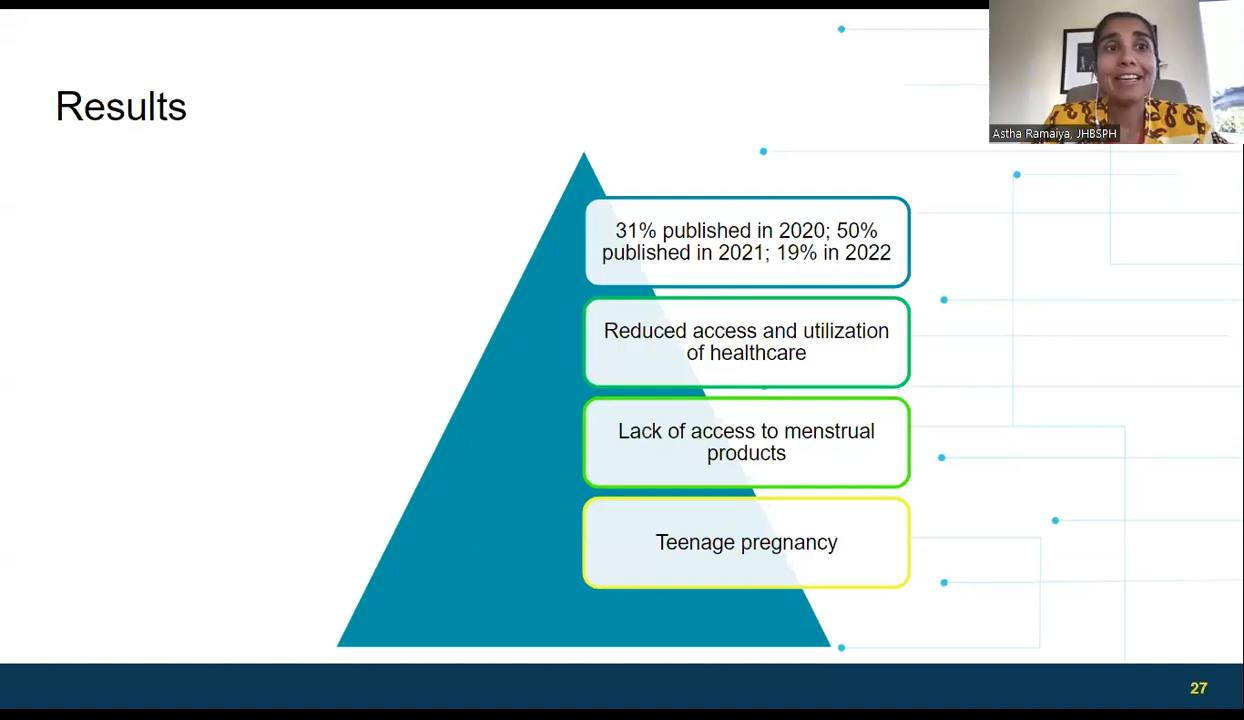 Results
Astha Ramaiya, JHBSPH
31% published in 2020; 50%
published in 2021; 19% in 2022
Reduced access and utilization
of healthcare
Lack of access to menstrual
products
Teenage pregnancy
27